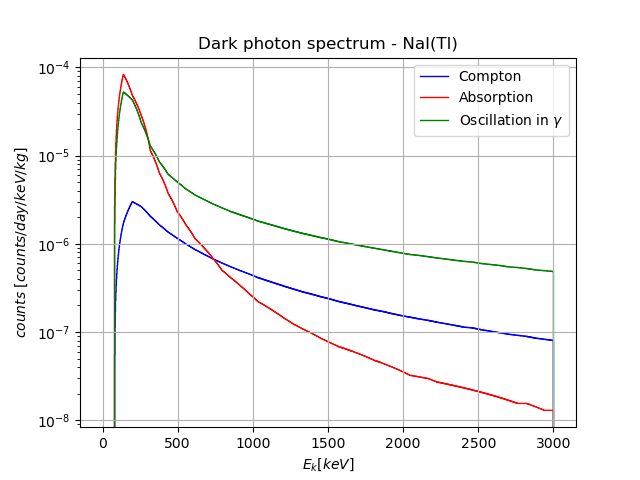 Dark photon spectrum - NaI(Tl)
Compton
Absorption
Oscillation in γ
10⁻⁴
10⁻⁵
10⁻⁶
10⁻⁷
10⁻⁸
counts [counts/day/keV/kg]
0 500 1000 1500 2000 2500 3000
Eₖ[keV]